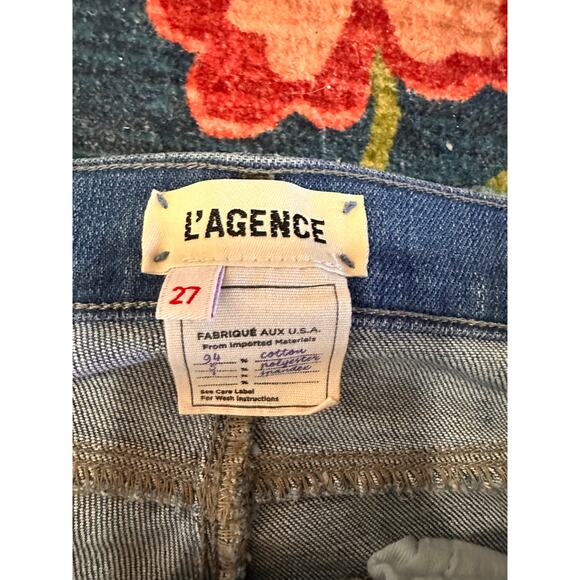 L'AGENCE
27
FABRIQUÉ AUX U.S.A.
From Imported Materials
94 % cotton
% polyester
% spandex
%
See Care Label
For Wash Instructions